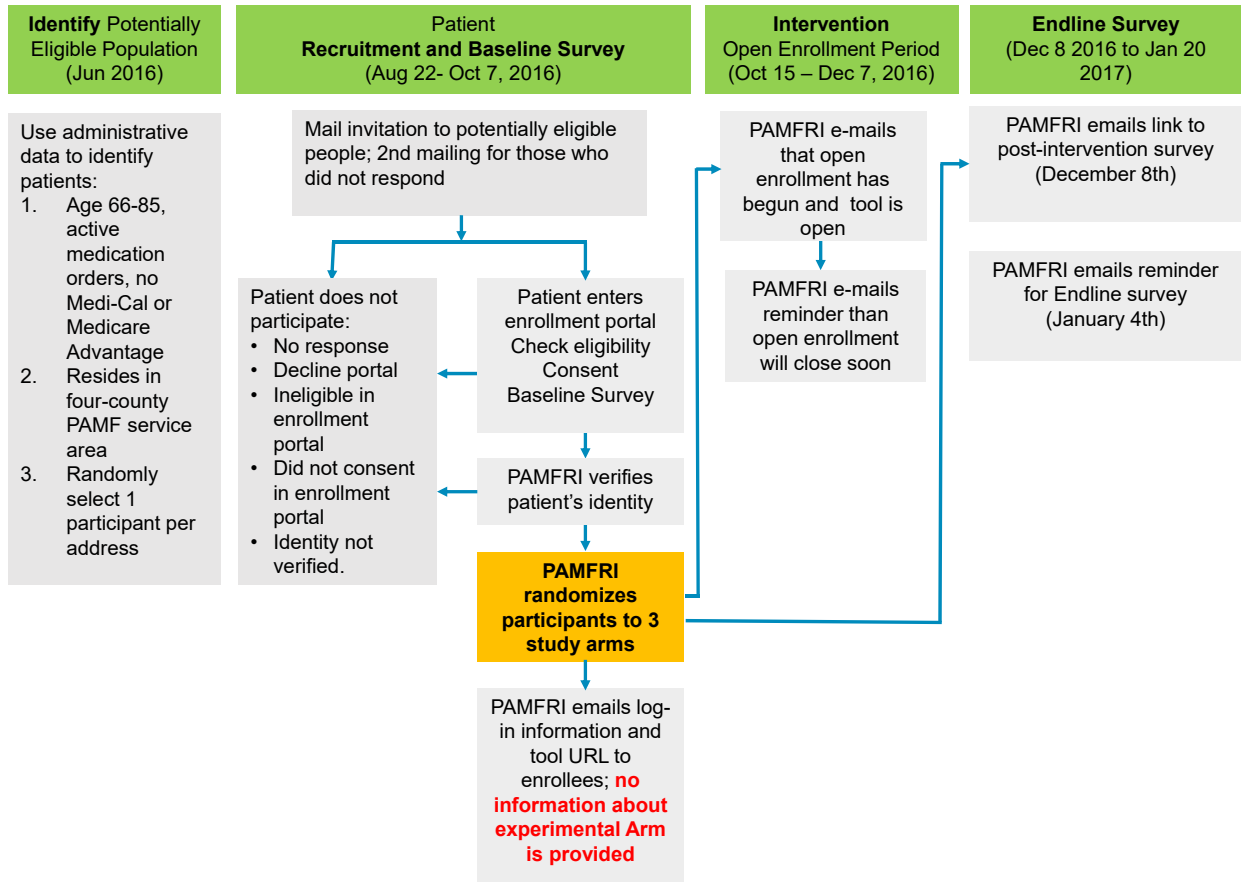 Identify Potentially
Eligible Population
(Jun 2016)
Patient
Recruitment and Baseline Survey
(Aug 22- Oct 7, 2016)
Intervention
Open Enrollment Period
(Oct 15 – Dec 7, 2016)
Endline Survey
(Dec 8 2016 to Jan 20
2017)
Use administrative
data to identify
patients:
1. Age 66-85,
active
medication
orders, no
Medi-Cal or
Medicare
Advantage
2. Resides in
four-county
PAMF service
area
3. Randomly
select 1
participant per
address
Mail invitation to potentially eligible
people; 2nd mailing for those who
did not respond
Patient does not
participate:
• No response
• Decline portal
• Ineligible in
enrollment
portal
• Did not consent
in enrollment
portal
• Identity not
verified.
Patient enters
enrollment portal
Check eligibility
Consent
Baseline Survey
PAMFRI verifies
patient's identity
PAMFRI
randomizes
participants to 3
study arms
PAMFRI emails log-
in information and
tool URL to
enrollees; no
information about
experimental Arm
is provided
PAMFRI e-mails
that open
enrollment has
begun and tool is
open
PAMFRI e-mails
reminder than
open enrollment
will close soon
PAMFRI emails link to
post-intervention survey
(December 8th)
PAMFRI emails reminder
for Endline survey
(January 4th)